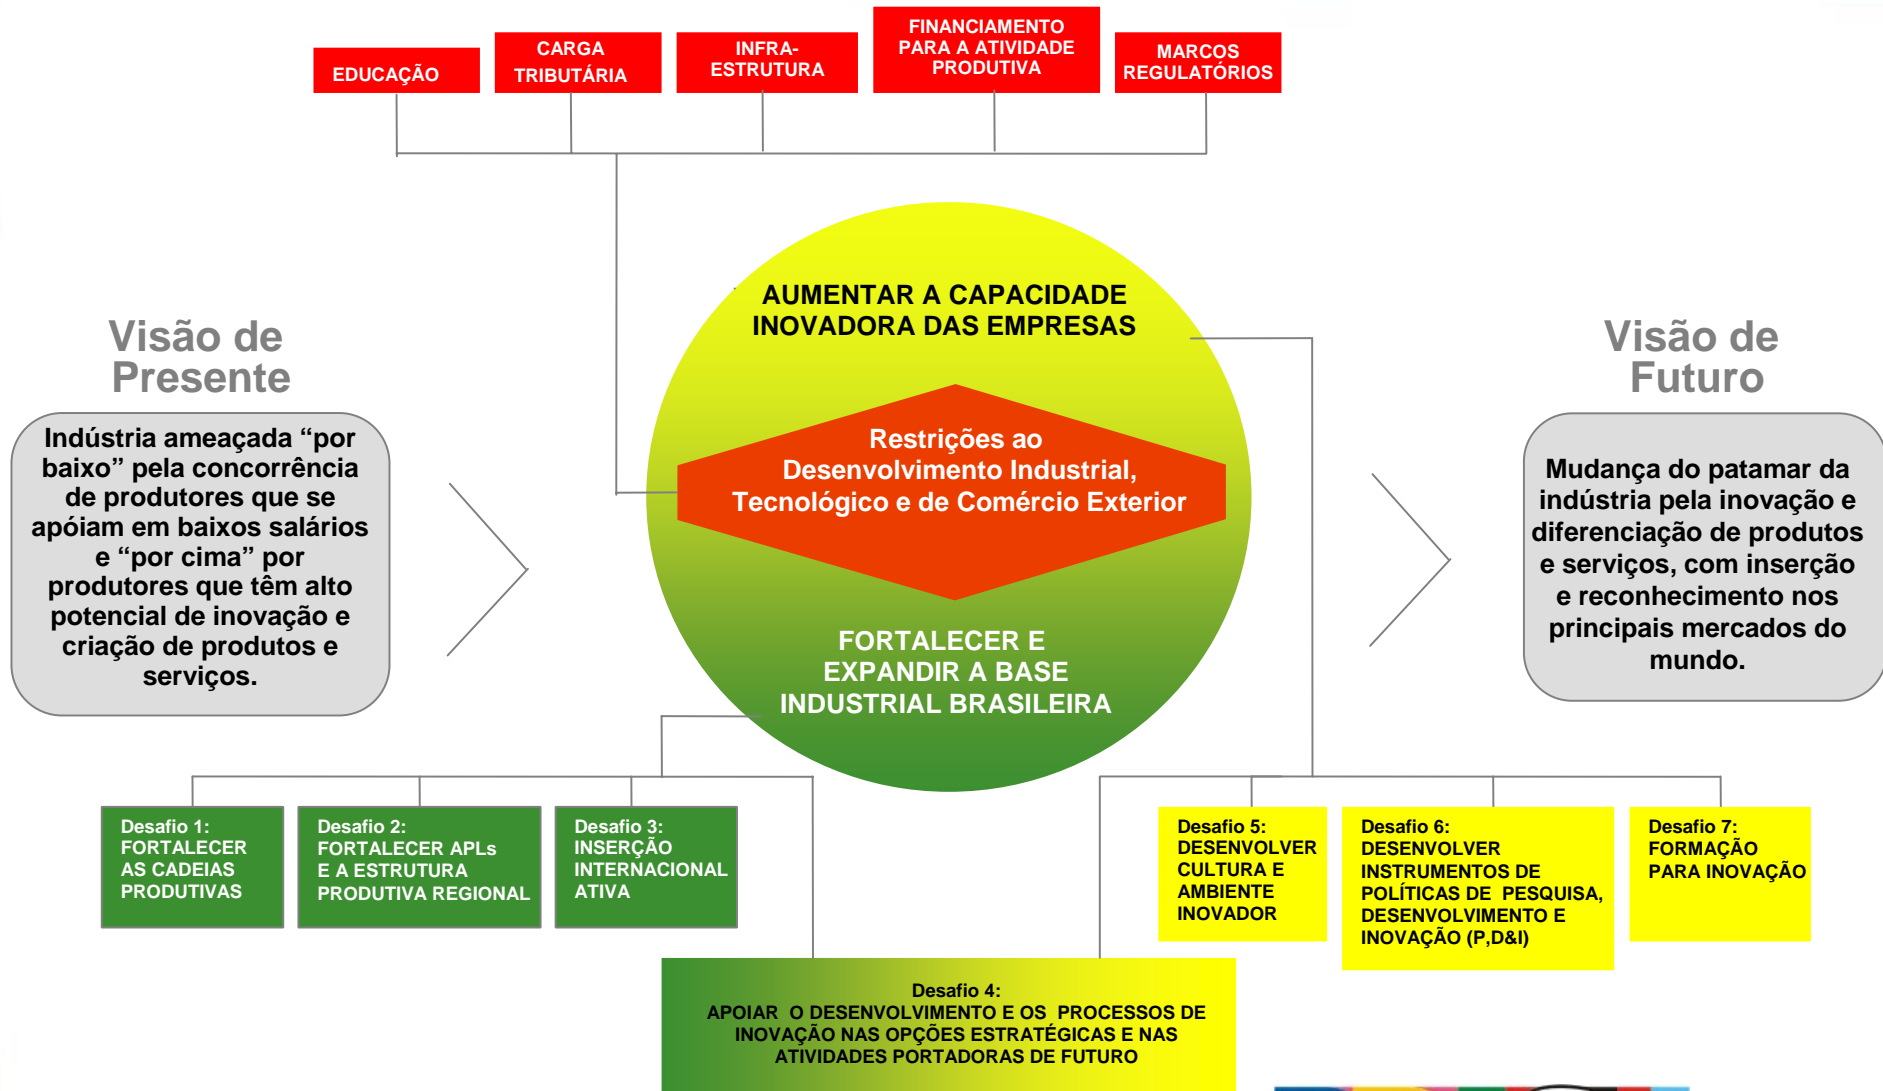 EDUCAÇÃO
CARGA
TRIBUTÁRIA
INFRA-
ESTRUTURA
FINANCIAMENTO
PARA A ATIVIDADE
PRODUTIVA
MARCOS
REGULATÓRIOS
AUMENTAR A CAPACIDADE
INOVADORA DAS EMPRESAS
Visão de
Presente
Indústria ameaçada “por
baixo” pela concorrência
de produtores que se
apóiam em baixos salários
e “por cima” por
produtores que têm alto
potencial de inovação e
criação de produtos e
serviços.
Restrições ao
Desenvolvimento Industrial,
Tecnológico e de Comércio Exterior
FORTALECER E
EXPANDIR A BASE
INDUSTRIAL BRASILEIRA
Visão de
Futuro
Mudança do patamar da
indústria pela inovação e
diferenciação de produtos
e serviços, com inserção
e reconhecimento nos
principais mercados do
mundo.
Desafio 1:
FORTALECER
AS CADEIAS
PRODUTIVAS
Desafio 2:
FORTALECER APLs
E A ESTRUTURA
PRODUTIVA REGIONAL
Desafio 3:
INSERÇÃO
INTERNACIONAL
ATIVA
Desafio 5:
DESENVOLVER
CULTURA E
AMBIENTE
INOVADOR
Desafio 6:
DESENVOLVER
INSTRUMENTOS DE
POLÍTICAS DE PESQUISA,
DESENVOLVIMENTO E
INOVAÇÃO (P,D&I)
Desafio 7:
FORMAÇÃO
PARA INOVAÇÃO
Desafio 4:
APOIAR O DESENVOLVIMENTO E OS PROCESSOS DE
INOVAÇÃO NAS OPÇÕES ESTRATÉGICAS E NAS
ATIVIDADES PORTADORAS DE FUTURO